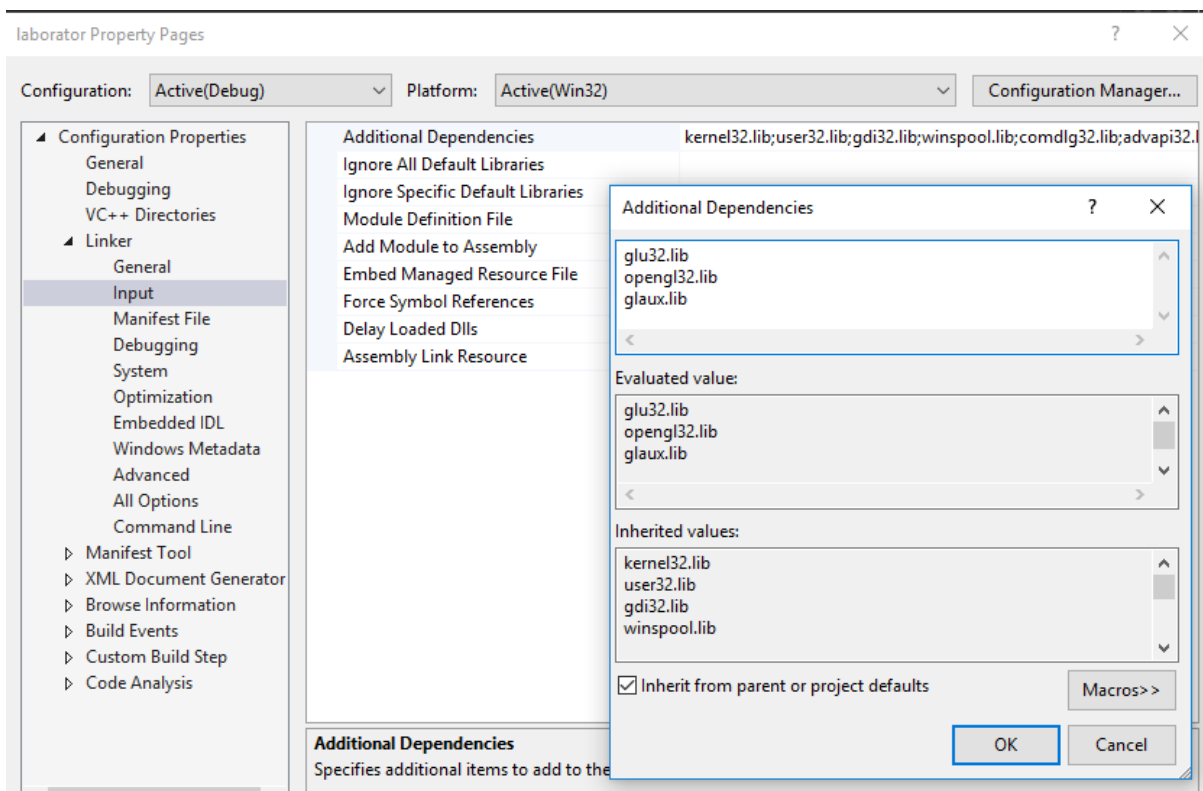 laborator Property Pages ? ×
Configuration: Active(Debug) Platform: Active(Win32) Configuration Manager...
Configuration Properties
General
Debugging
VC++ Directories
Linker
General
Input
Manifest File
Debugging
System
Optimization
Embedded IDL
Windows Metadata
Advanced
All Options
Command Line
Manifest Tool
XML Document Generator
Browse Information
Build Events
Custom Build Step
Code Analysis
Additional Dependencies kernel32.lib;user32.lib;gdi32.lib;winspool.lib;comdlg32.lib;advapi32.l
Ignore All Default Libraries
Ignore Specific Default Libraries
Module Definition File
Add Module to Assembly
Embed Managed Resource File
Force Symbol References
Delay Loaded Dlls
Assembly Link Resource
Additional Dependencies
Specifies additional items to add to the
Additional Dependencies ? ×
glu32.lib
opengl32.lib
glaux.lib
Evaluated value:
glu32.lib
opengl32.lib
glaux.lib
Inherited values:
kernel32.lib
user32.lib
gdi32.lib
winspool.lib
Inherit from parent or project defaults
Macros>>
OK Cancel